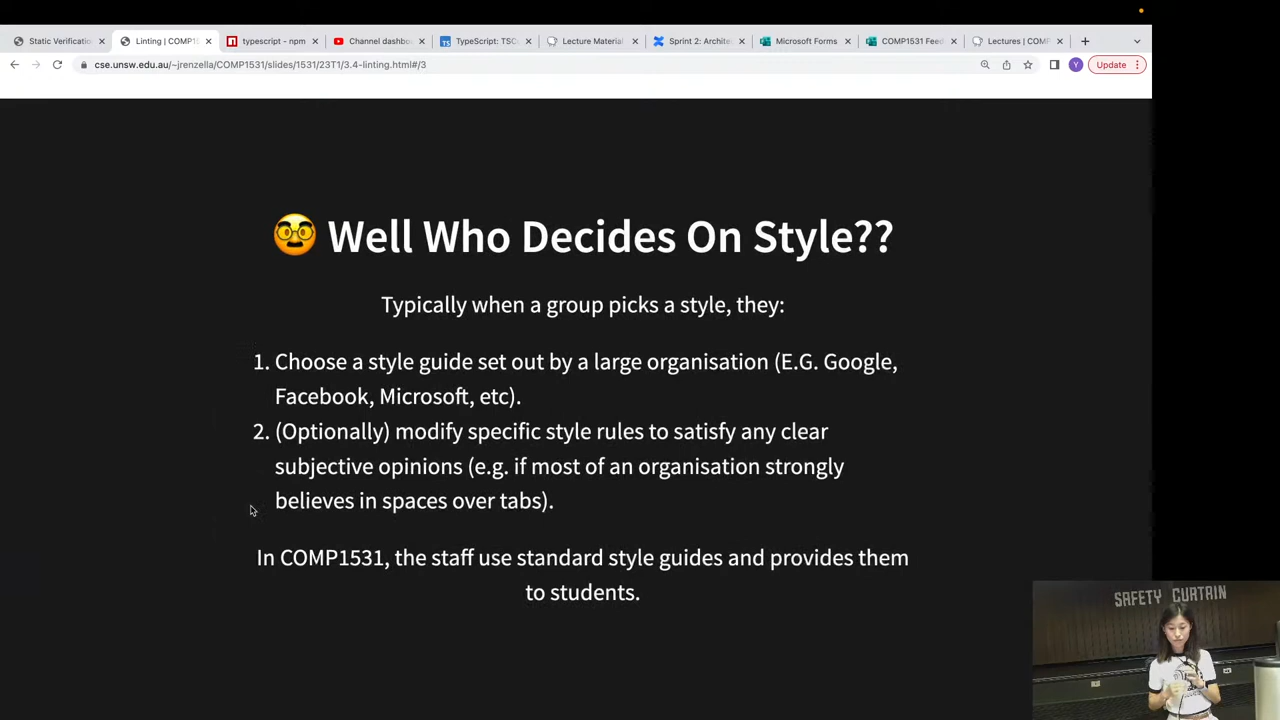 Static Verificatio
Linting | COMP15
typescript - npm
Channel dashbo
TypeScript: TSC
Lecture Material
Sprint 2: Archite
Microsoft Forms
COMP1531 Feed
Lectures | COMP
cse.unsw.edu.au/~jrenzella/COMP1531/slides/1531/23T1/3.4-linting.html#/3
Y
Update
Well Who Decides On Style??
Typically when a group picks a style, they:
1. Choose a style guide set out by a large organisation (E.G. Google,
Facebook, Microsoft, etc).
2. (Optionally) modify specific style rules to satisfy any clear
subjective opinions (e.g. if most of an organisation strongly
believes in spaces over tabs).
In COMP1531, the staff use standard style guides and provides them
to students.
SAFETY CURTAIN